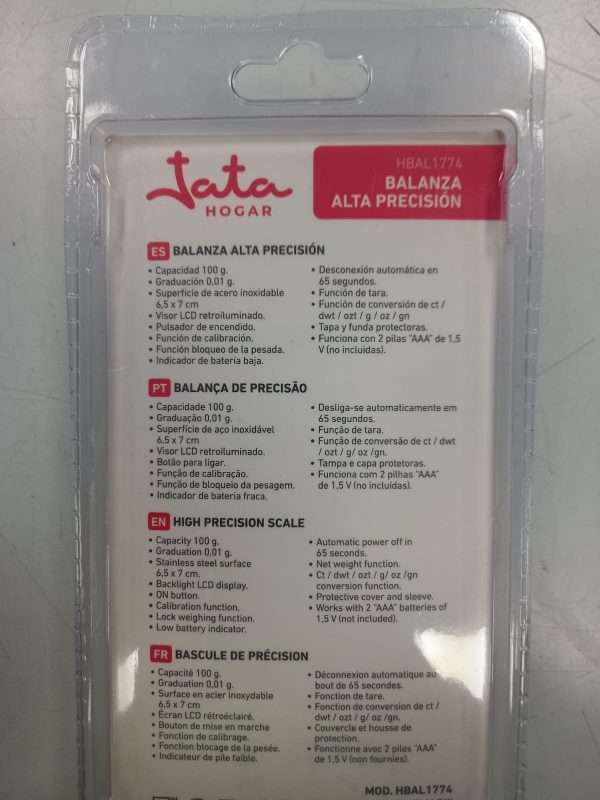 Jata
HOGAR
HBAL1774
BALANZA
ALTA PRECISIÓN
ES BALANZA ALTA PRECISIÓN
• Capacidad 100 g.
• Graduación 0,01 g.
• Superficie de acero inoxidable
6,5 x 7 cm
• Visor LCD retroiluminado.
• Pulsador de encendido.
• Función de calibración.
• Función bloqueo de la pesada.
• Indicador de batería baja.
• Desconexión automática en
65 segundos.
• Función de tara.
• Función de conversión de ct /
dwt / ozt / g / oz / gn
• Tapa y funda protectoras.
• Funciona con 2 pilas "AAA" de 1,5
V (no incluidas).
PT BALANÇA DE PRECISÃO
• Capacidade 100 g.
• Graduação 0,01 g.
• Superfície de aço inoxidável
6,5 x 7 cm
• Visor LCD retroiluminado.
• Botão para ligar.
• Função de calibração.
• Função de bloqueio da pesagem.
• Indicador de bateria fraca.
• Desliga-se automaticamente em
65 segundos.
• Função de tara.
• Função de conversão de ct / dwt
/ ozt / g/ oz /gn.
• Tampa e capa protetoras.
• Funciona com 2 pilhas "AAA"
de 1,5 V (no incluídas).
EN HIGH PRECISION SCALE
• Capacity 100 g.
• Graduation 0,01 g.
• Stainless steel surface
6,5 x 7 cm.
• Backlight LCD display.
• ON button.
• Calibration function.
• Lock weighing function.
• Low battery indicator.
• Automatic power off in
65 seconds.
• Net weight function.
• Ct / dwt / ozt / g/ oz /gn
conversion function.
• Protective cover and sleeve.
• Works with 2 "AAA" batteries of
1,5 V (not included).
FR BASCULE DE PRÉCISION
• Capacité 100 g.
• Graduation 0,01 g.
• Surface en acier inoxydable
6,5 x 7 cm
• Écran LCD rétroéclairé.
• Bouton de mise en marche
• Fonction de calibrage.
• Fonction blocage de la pesée.
• Indicateur de pile faible.
• Déconnexion automatique au
bout de 65 secondes.
• Fonction de tare.
• Fonction de conversion de ct /
dwt / ozt / g/ oz /gn.
• Couvercle et housse de
protection.
• Fonctionne avec 2 piles "AAA"
de 1,5 V (non fournies).
MOD. HBAL1774